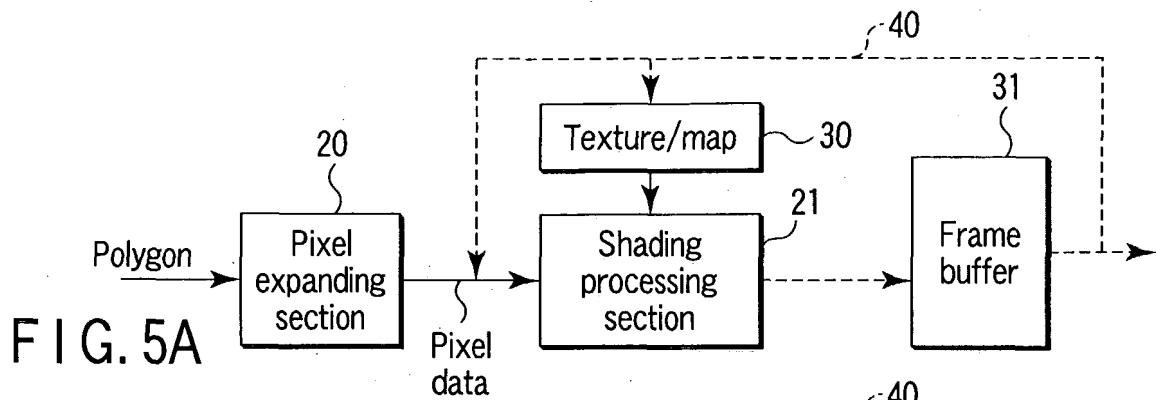 40
31
Texture/map
30
20
21
Polygon
Pixel
expanding
section
Shading
processing
section
Frame
buffer
Pixel
data
FIG. 5A
40